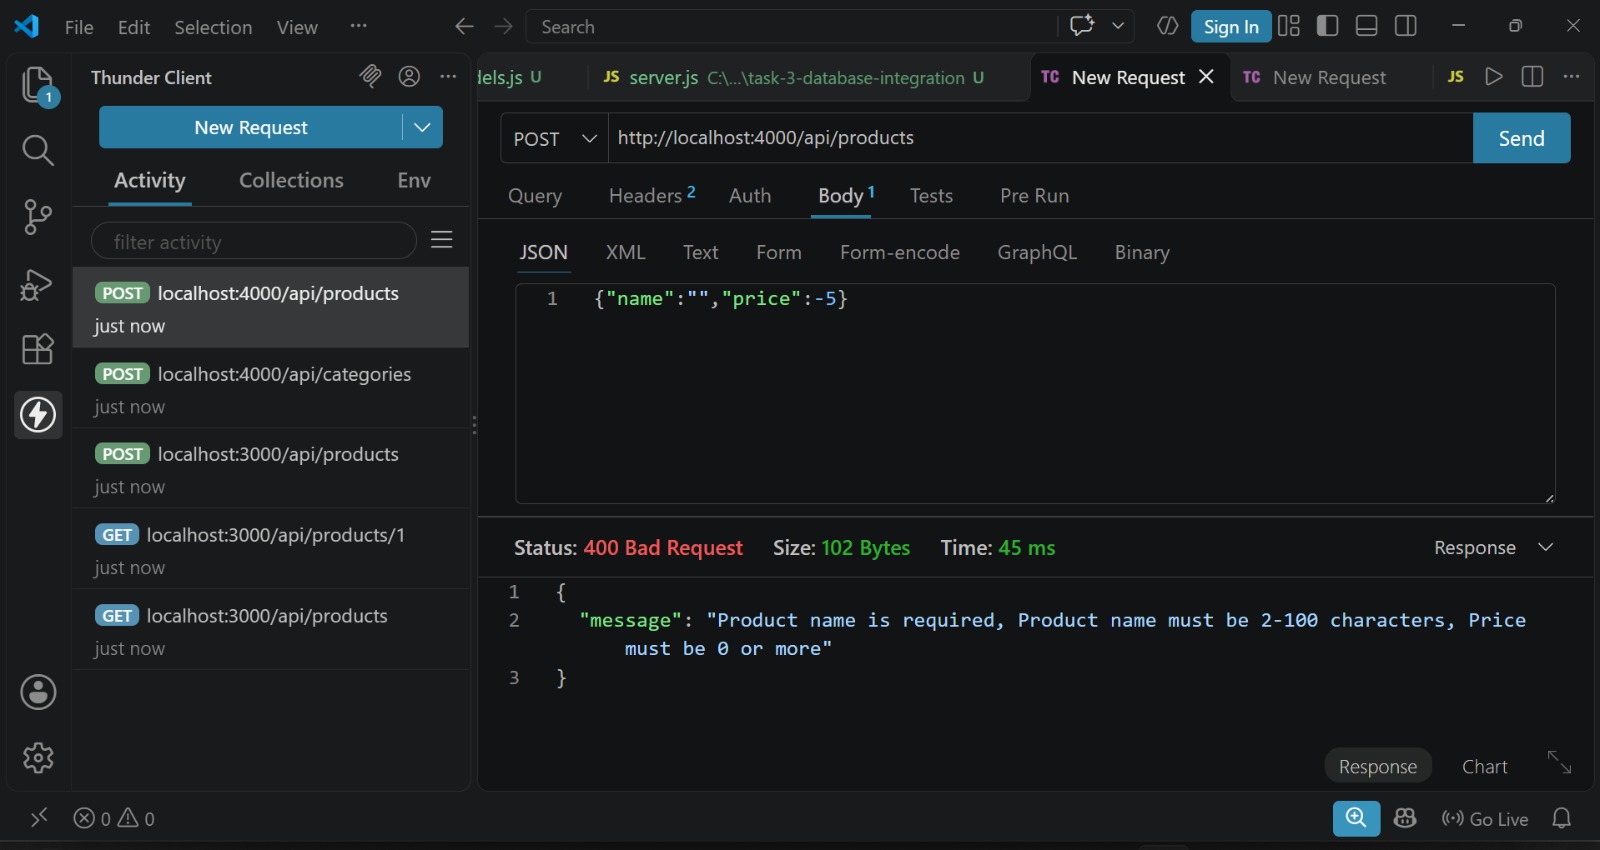 File Edit Selection View ··· Search Sign In
Thunder Client ···
New Request
Activity Collections Env
filter activity
POST localhost:4000/api/products
just now
POST localhost:4000/api/categories
just now
POST localhost:3000/api/products
just now
GET localhost:3000/api/products/1
just now
GET localhost:3000/api/products
just now
dels.js U JS server.js C:\...\task-3-database-integration U TC New Request TC New Request JS ···
POST http://localhost:4000/api/products Send
Query Headers 2 Auth Body 1 Tests Pre Run
JSON XML Text Form Form-encode GraphQL Binary
1 {"name":"","price":-5}
Status: 400 Bad Request Size: 102 Bytes Time: 45 ms Response
1 {
2 "message": "Product name is required, Product name must be 2-100 characters, Price
must be 0 or more"
3 }
Response Chart
1
0 0 Go Live